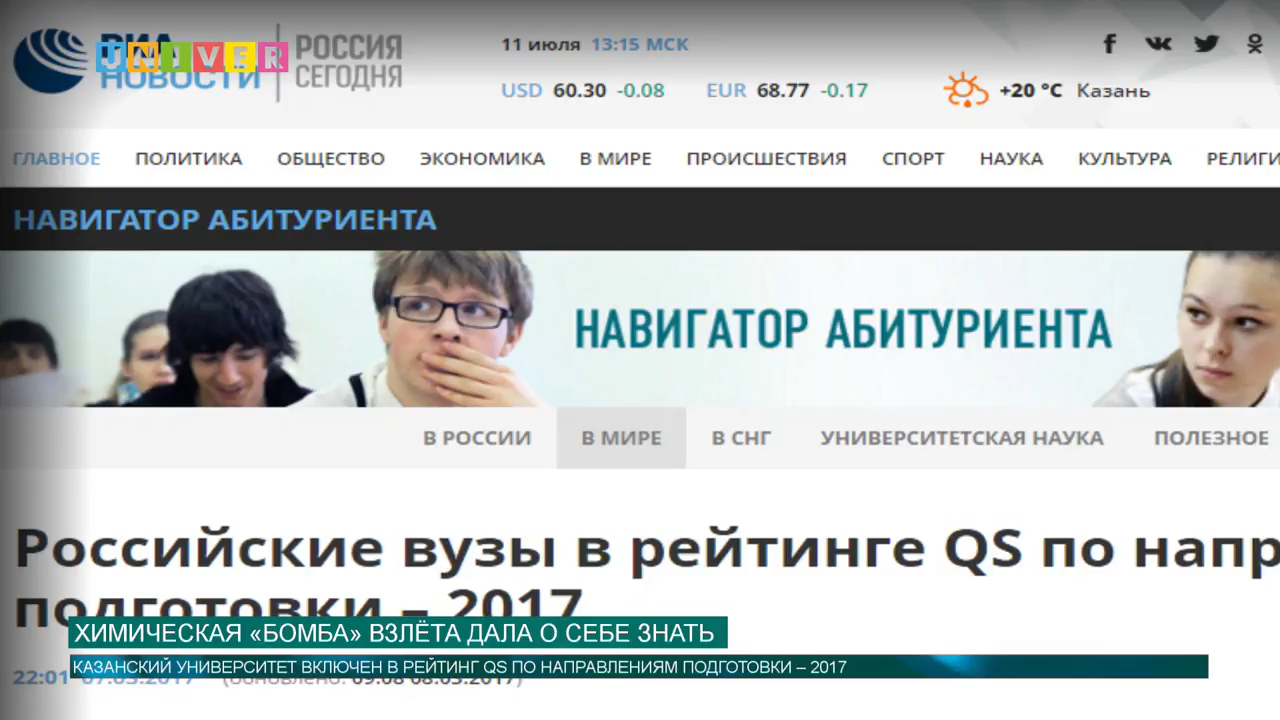 РИА
НОВОСТИ
UNIVER
РОССИЯ
СЕГОДНЯ
11 июля 13:15 МСК
USD 60.30 -0.08 EUR 68.77 -0.17
+20 °C Казань
ГЛАВНОЕ ПОЛИТИКА ОБЩЕСТВО ЭКОНОМИКА В МИРЕ ПРОИСШЕСТВИЯ СПОРТ НАУКА КУЛЬТУРА РЕЛИГИ
НАВИГАТОР АБИТУРИЕНТА
НАВИГАТОР АБИТУРИЕНТА
В РОССИИ В МИРЕ В СНГ УНИВЕРСИТЕТСКАЯ НАУКА ПОЛЕЗНОЕ
Российские вузы в рейтинге QS по напр
подготовки – 2017
ХИМИЧЕСКАЯ «БОМБА» ВЗЛЁТА ДАЛА О СЕБЕ ЗНАТЬ
КАЗАНСКИЙ УНИВЕРСИТЕТ ВКЛЮЧЕН В РЕЙТИНГ QS ПО НАПРАВЛЕНИЯМ ПОДГОТОВКИ – 2017
22:01